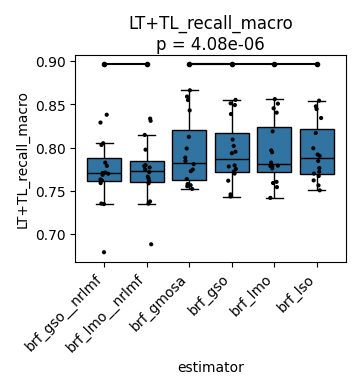 LT+TL_recall_macro
p = 4.08e-06
LT+TL_recall_macro
0.90
0.85
0.80
0.75
0.70
brf_gso__nrlmf
brf_lmo__nrlmf
brf_gmosa
brf_gso
brf_lmo
brf_lso
estimator